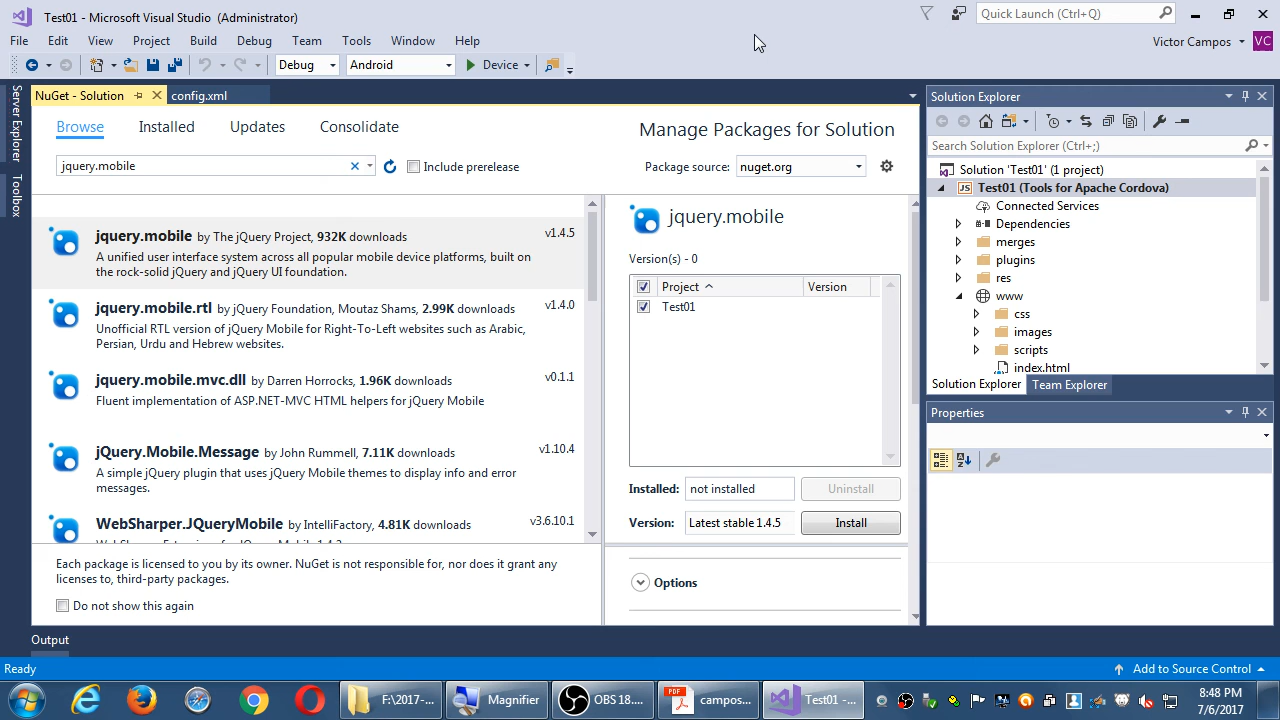 Test01 - Microsoft Visual Studio (Administrator)
Quick Launch (Ctrl+Q)
File Edit View Project Build Debug Team Tools Window Help
Victor Campos VC
Debug Android Device
Server Explorer
Toolbox
NuGet - Solution config.xml
Browse Installed Updates Consolidate
Manage Packages for Solution
jquery.mobile
Include prerelease
Package source: nuget.org
jquery.mobile by The jQuery Project, 932K downloads v1.4.5
A unified user interface system across all popular mobile device platforms, built on
the rock-solid jQuery and jQuery UI foundation.
jquery.mobile.rtl by jQuery Foundation, Moutaz Shams, 2.99K downloads v1.4.0
Unofficial RTL version of jQuery Mobile for Right-To-Left websites such as Arabic,
Persian, Urdu and Hebrew websites.
jquery.mobile.mvc.dll by Darren Horrocks, 1.96K downloads v0.1.1
Fluent implementation of ASP.NET-MVC HTML helpers for jQuery Mobile
jQuery.Mobile.Message by John Rummell, 7.11K downloads v1.10.4
A simple jQuery plugin that uses jQuery Mobile themes to display info and error
messages.
WebSharper.JQueryMobile by IntelliFactory, 4.81K downloads v3.6.10.1
Each package is licensed to you by its owner. NuGet is not responsible for, nor does it grant any
licenses to, third-party packages.
Do not show this again
jquery.mobile
Version(s) - 0
Project Version
Test01
Installed: not installed Uninstall
Version: Latest stable 1.4.5 Install
Options
Solution Explorer
Search Solution Explorer (Ctrl+;)
Solution 'Test01' (1 project)
JS Test01 (Tools for Apache Cordova)
Connected Services
Dependencies
merges
plugins
res
www
css
images
scripts
index.html
Solution Explorer Team Explorer
Properties
Output
Ready
Add to Source Control
F:\2017-...
Magnifier
OBS 18....
PDF campos...
Test01 -...
8:48 PM
7/6/2017